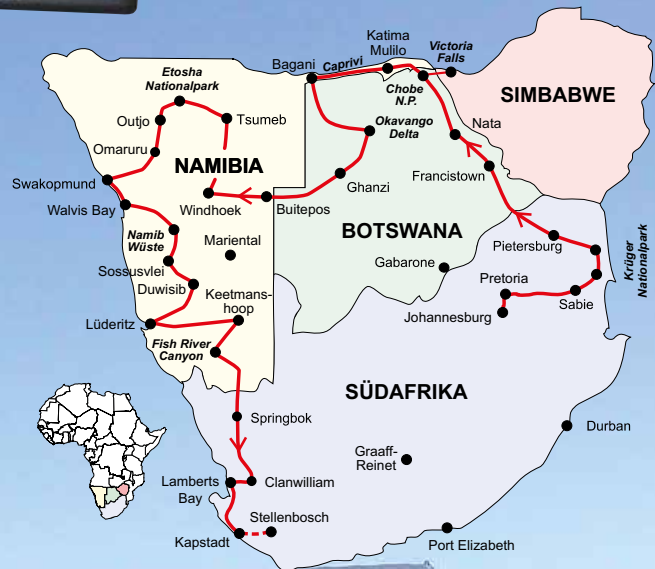 Katima
Mulilo
Victoria
Falls
Bagani
Caprivi
Etosha
Nationalpark
Chobe
N.P.
SIMBABWE
Outjo
Tsumeb
Okavango
Delta
Nata
Omaruru
NAMIBIA
Francistown
Swakopmund
Ghanzi
Walvis Bay
Windhoek
Buitepos
BOTSWANA
Namib
Wüste
Mariental
Pietersburg
Krüger
Nationalpark
Sossusvlei
Gabarone
Duwisib
Pretoria
Keetmans-
hoop
Sabie
Lüderitz
Johannesburg
Fish River
Canyon
SÜDAFRIKA
Springbok
Durban
Graaff-
Reinet
Lamberts
Bay
Clanwilliam
Stellenbosch
Kapstadt
Port Elizabeth